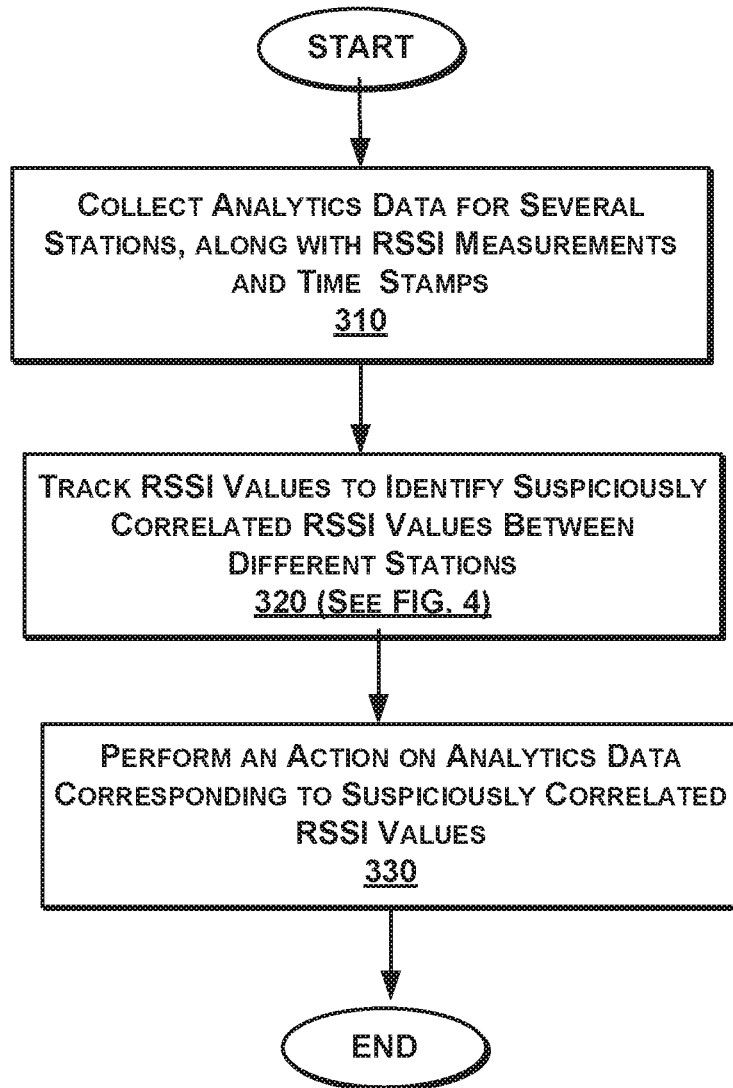 START
COLLECT ANALYTICS DATA FOR SEVERAL
STATIONS, ALONG WITH RSSI MEASUREMENTS
AND TIME STAMPS
310
TRACK RSSI VALUES TO IDENTIFY SUSPICIOUSLY
CORRELATED RSSI VALUES BETWEEN
DIFFERENT STATIONS
320 (SEE FIG. 4)
PERFORM AN ACTION ON ANALYTICS DATA
CORRESPONDING TO SUSPICIOUSLY CORRELATED
RSSI VALUES
330
END